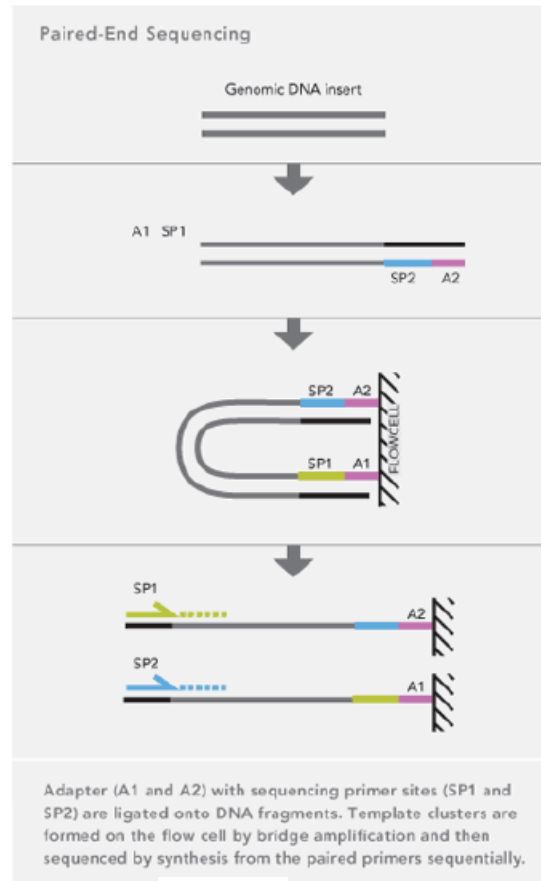 Paired-End Sequencing
Genomic DNA insert
A1 SP1
SP2 A2
SP2 A2
FLOWCELL
SP1 A1
SP1
A2
SP2
A1
Adapter (A1 and A2) with sequencing primer sites (SP1 and
SP2) are ligated onto DNA fragments. Template clusters are
formed on the flow cell by bridge amplification and then
sequenced by synthesis from the paired primers sequentially.